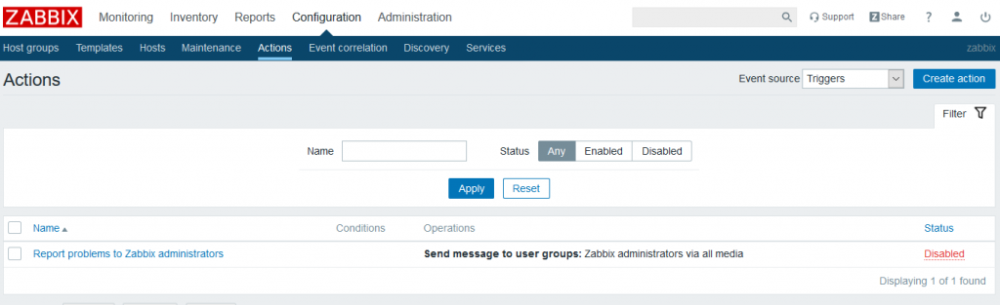 ZABBIX Monitoring Inventory Reports Configuration Administration Support Z Share ?
Host groups Templates Hosts Maintenance Actions Event correlation Discovery Services zabbix
Actions Event source Triggers Create action
Filter
Name Status Any Enabled Disabled
Apply Reset
Name Conditions Operations Status
Report problems to Zabbix administrators Send message to user groups: Zabbix administrators via all media Disabled
Displaying 1 of 1 found